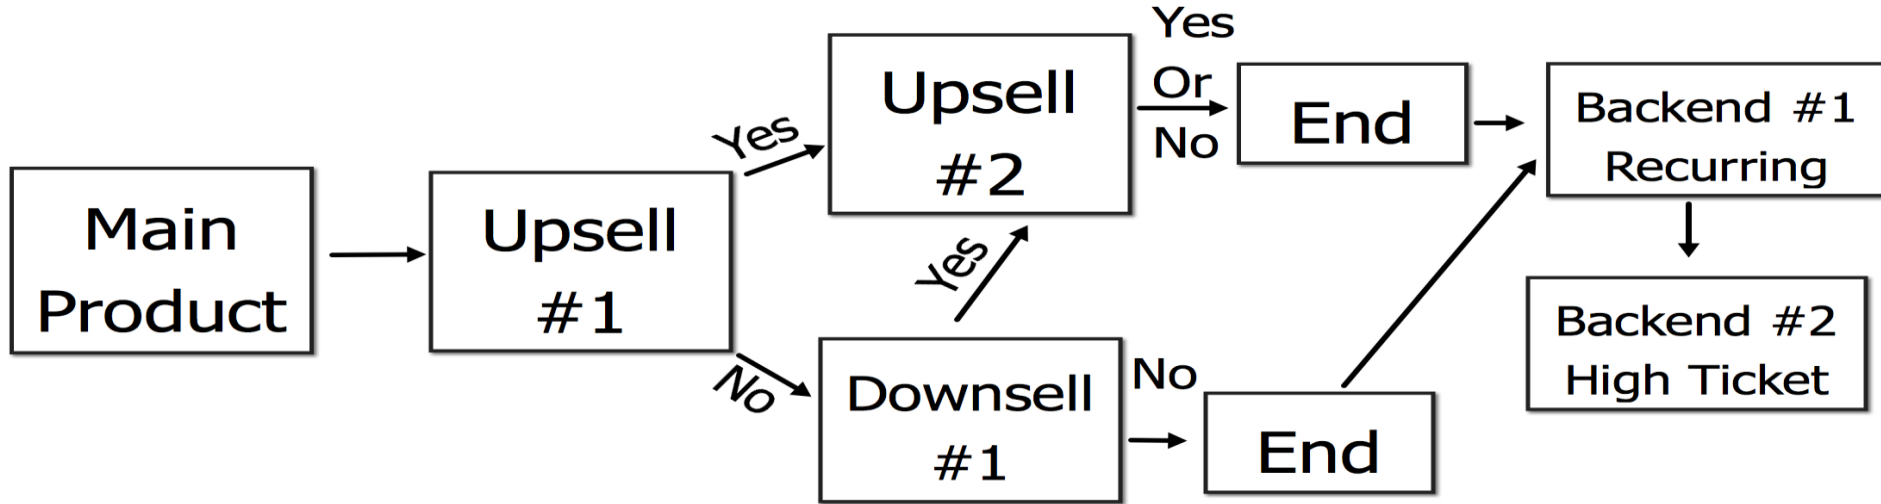 Main
Product
Upsell
#1
Yes
No
Upsell
#2
Yes
Downsell
#1
Yes
Or
No
End
No
End
Backend #1
Recurring
Backend #2
High Ticket